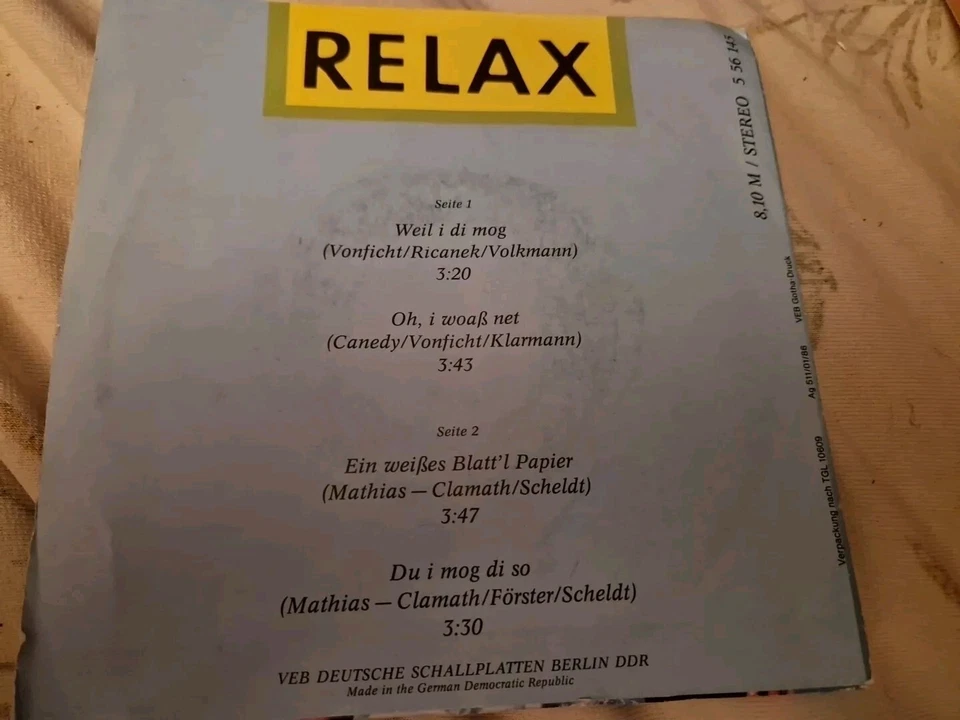 RELAX
Seite 1
Weil i di mog
(Vonficht/Ricanek/Volkmann)
3:20
Oh, i woaß net
(Canedy/Vonficht/Klarmann)
3:43
Seite 2
Ein weißes Blatt'l Papier
(Mathias — Clamath/Scheldt)
3:47
Du i mog di so
(Mathias — Clamath/Förster/Scheldt)
3:30
VEB DEUTSCHE SCHALLPLATTEN BERLIN DDR
Made in the German Democratic Republic
8,10 M / STEREO 5 56 145
VEB Gotha-Druck
Ag 511/01/86
Verpackung nach TGL 10609